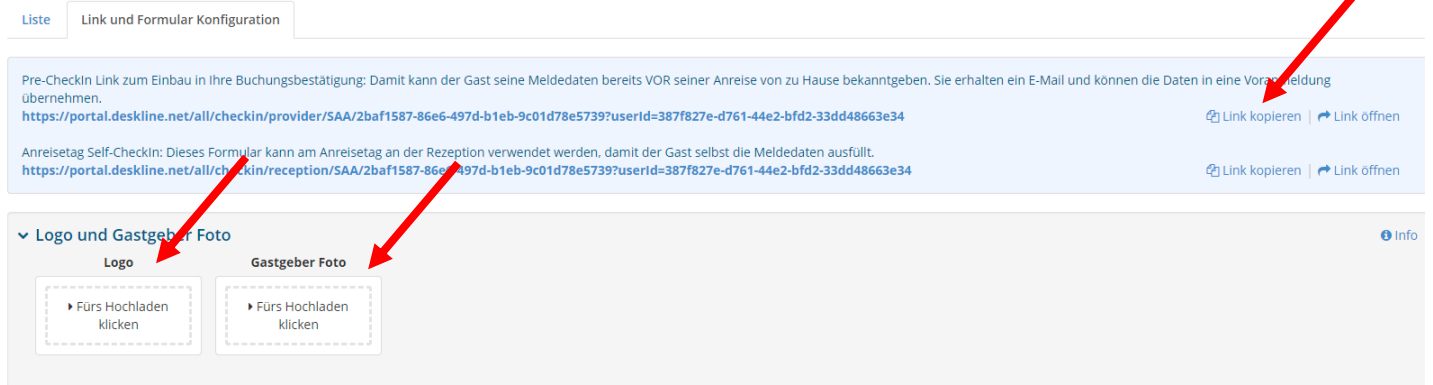 Liste Link und Formular Konfiguration
Pre-CheckIn Link zum Einbau in Ihre Buchungsbestätigung: Damit kann der Gast seine Meldedaten bereits VOR seiner Anreise von zu Hause bekanntgeben. Sie erhalten ein E-Mail und können die Daten in eine Voranmeldung
übernehmen.
https://portal.deskline.net/all/checkin/provider/SAA/2baf1587-86e6-497d-b1eb-9c01d78e5739?userId=387f827e-d761-44e2-bfd2-33dd48663e34 Link kopieren | Link öffnen
Anreisetag Self-CheckIn: Dieses Formular kann am Anreisetag an der Rezeption verwendet werden, damit der Gast selbst die Meldedaten ausfüllt.
https://portal.deskline.net/all/checkin/reception/SAA/2baf1587-86e6-497d-b1eb-9c01d78e5739?userId=387f827e-d761-44e2-bfd2-33dd48663e34 Link kopieren | Link öffnen
Logo und Gastgeber Foto Info
Logo Gastgeber Foto
Fürs Hochladen Fürs Hochladen
klicken klicken